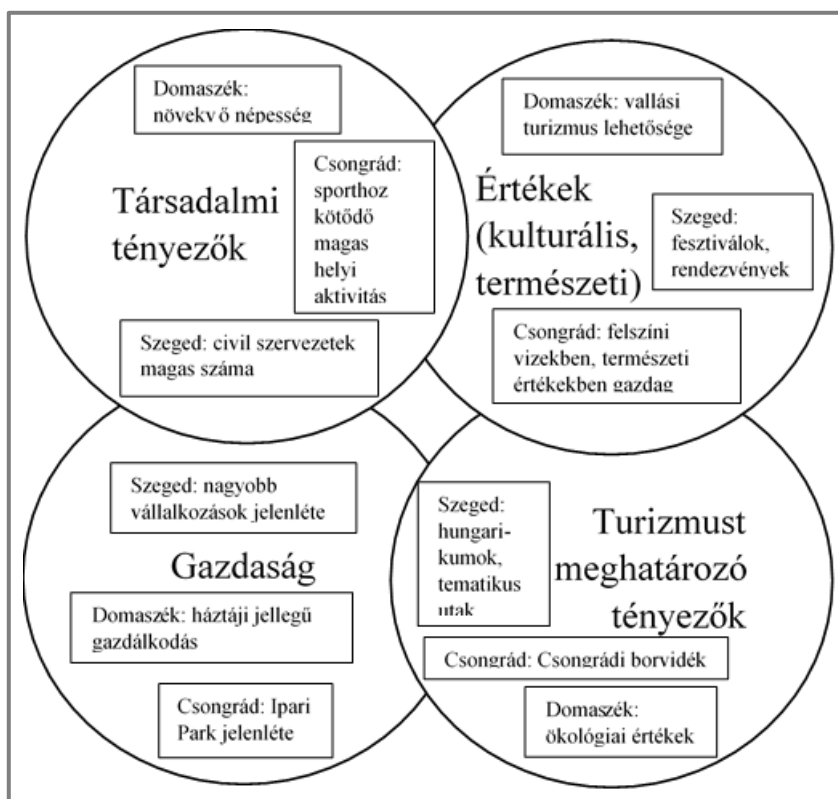 Domaszék:
növekvő népesség
Társadalmi
tényezők
Csongrád:
sporthoz
kötődő
magas
helyi
aktivitás
Szeged: civil szervezetek
magas száma
Domaszék: vallási
turizmus lehetősége
Értékek
(kulturális,
természeti)
Szeged:
fesztiválok,
rendezvények
Csongrád: felszíni
vizekben, természeti
értékekben gazdag
Szeged: nagyobb
vállalkozások jelenléte
Gazdaság
Domaszék: háztáji jellegű
gazdálkodás
Csongrád: Ipari
Park jelenléte
Szeged:
hungari-
kumok,
tematikus
utak
Turizmust
meghatározó
tényezők
Csongrád: Csongrádi borvidék
Domaszék:
ökológiai értékek